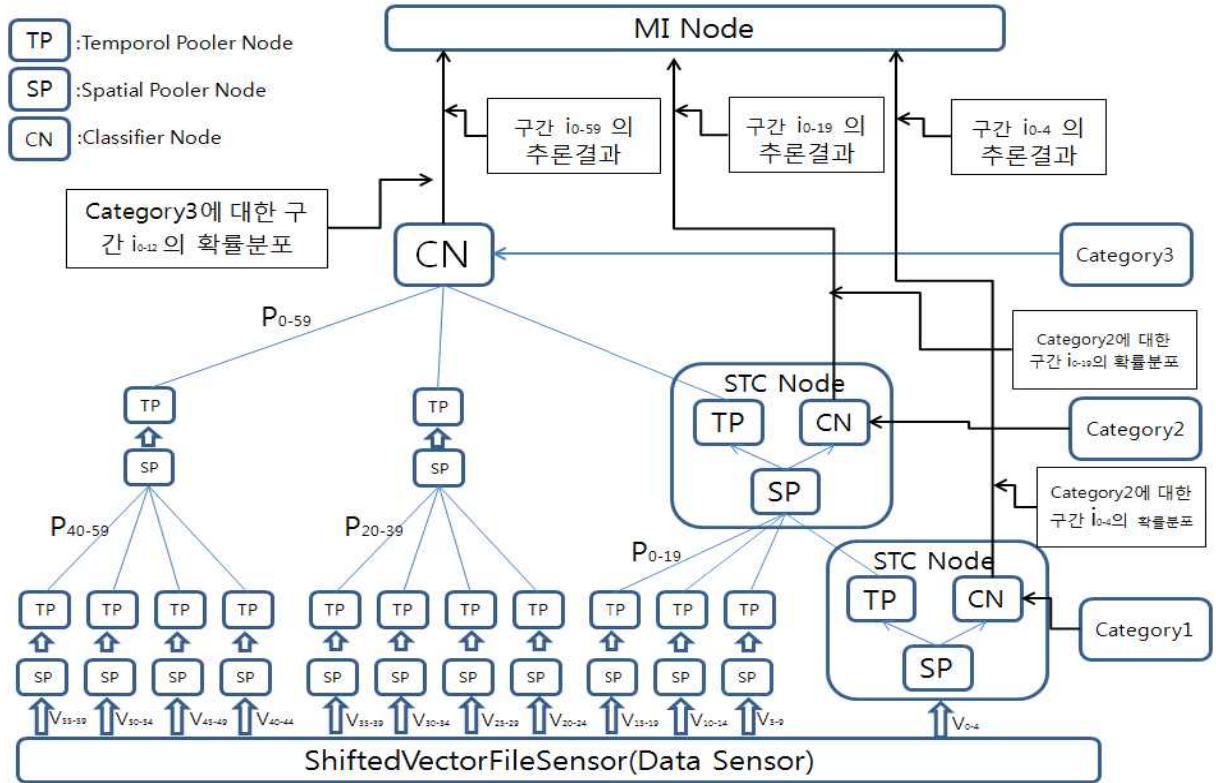 MI Node
TP :Temporol Pooler Node
SP :Spatial Pooler Node
CN :Classifier Node
구간 i0-59 의
추론결과
구간 i0-19 의
추론결과
구간 i0-4 의
추론결과
Category3에 대한 구
간 i0-12 의 확률분포
CN
Category3
P0-59
Category2에 대한
구간 i0-19의 확률분포
STC Node
TP
TP
TP
CN
Category2
SP
SP
SP
Category2에 대한
구간 i0-4의 확률분포
P40-59
P20-39
P0-19
STC Node
TP
CN
TP
TP
TP
TP
TP
TP
TP
TP
TP
TP
TP
Category1
SP
SP
SP
SP
SP
SP
SP
SP
SP
SP
SP
SP
V55-59
V50-54
V45-49
V40-44
V35-39
V30-34
V25-29
V20-24
V15-19
V10-14
V5-9
V0-4
ShiftedVectorFileSensor(Data Sensor)